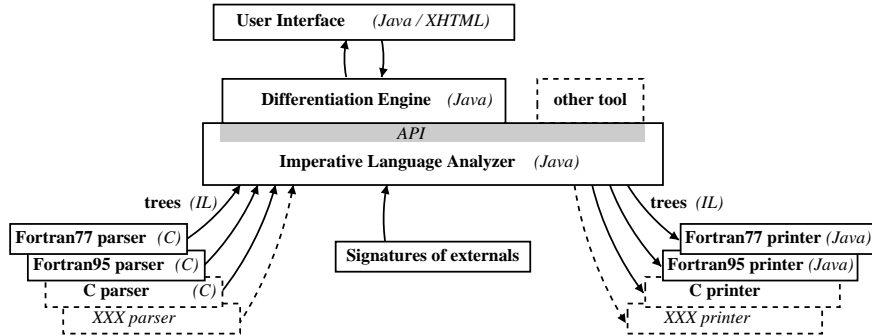 User Interface (Java / XHTML)
Differentiation Engine (Java)
other tool
API
Imperative Language Analyzer (Java)
trees (IL)
trees (IL)
Fortran77 parser (C)
Fortran77 printer (Java)
Signatures of externals
Fortran95 parser (C)
Fortran95 printer (Java)
C parser (C)
C printer
XXX parser
XXX printer